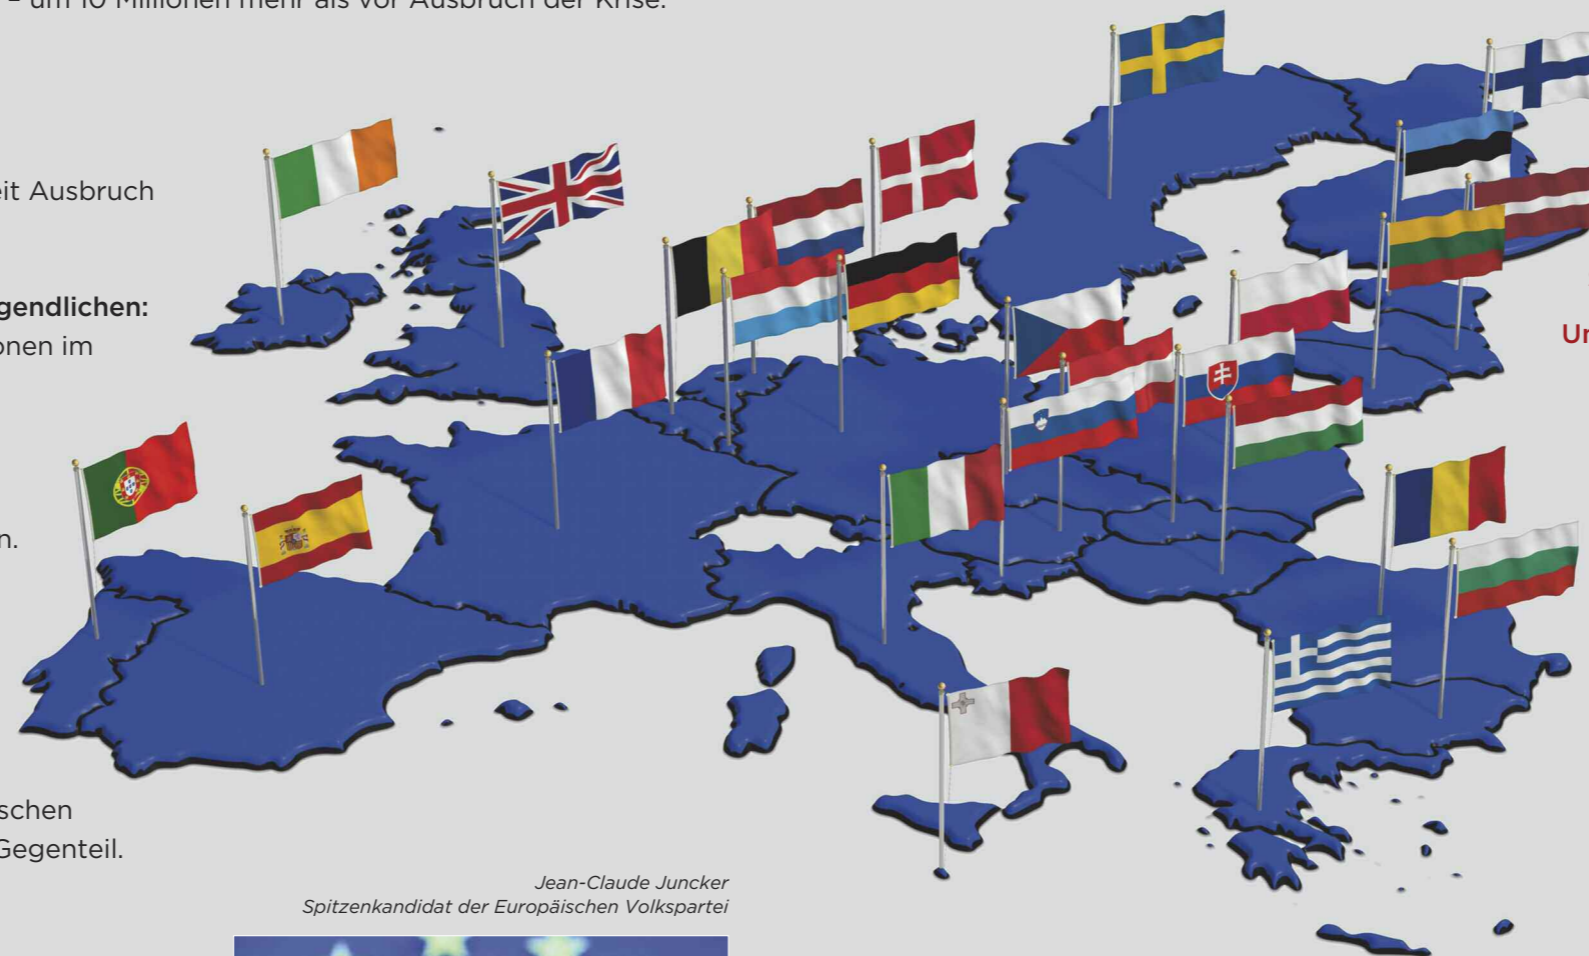 – um 10 Millionen mehr als vor Ausbruch der Krise.
eit Ausbruch
gendlichen:
onen im
Un
n.
schen
Gegenteil.
Jean-Claude Juncker
Spitzenkandidat der Europäischen Volkspartei